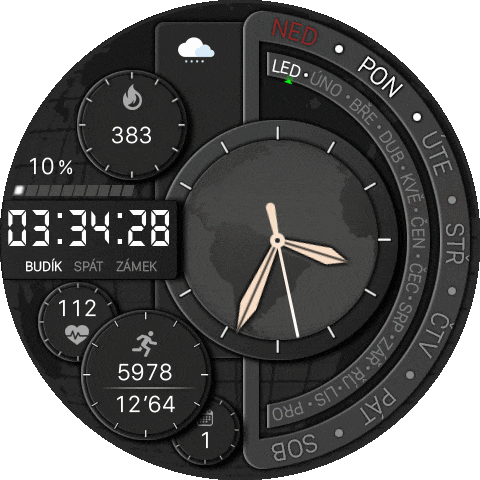 383
10%
03:34:28
BUDÍK SPÁT ZÁMEK
112
5978
12'64
1
NED • PON • ÚTE • STŘ • ČTV • PÁT • SOB
LED • ÚNO • BŘE • DUB • KVĚ • ČEN • ČEC • SRP • ZÁŘ • ŘÍJ • LIS • PRO